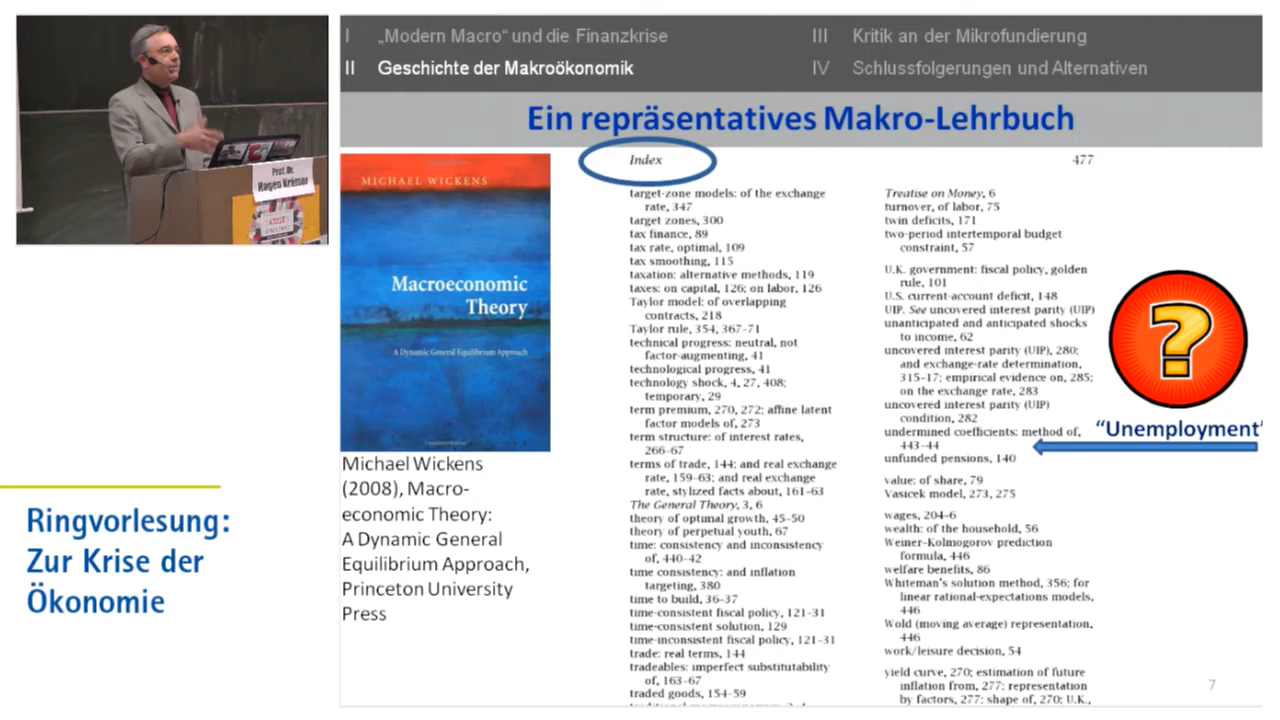 Prof. Dr.
Hagen Krämer
KRISE
Ringvorlesung:
Zur Krise der
Ökonomie
I „Modern Macro“ und die Finanzkrise
II Geschichte der Makroökonomik
III Kritik an der Mikrofundierung
IV Schlussfolgerungen und Alternativen
Ein repräsentatives Makro-Lehrbuch
MICHAEL WICKENS
Macroeconomic
Theory
A Dynamic General Equilibrium Approach
Michael Wickens
(2008), Macro-
economic Theory:
A Dynamic General
Equilibrium Approach,
Princeton University
Press
Index
477
target-zone models: of the exchange
rate, 347
target zones, 300
tax finance, 89
tax rate, optimal, 109
tax smoothing, 115
taxation: alternative methods, 119
taxes: on capital, 126; on labor, 126
Taylor model: of overlapping
contracts, 218
Taylor rule, 354, 367-71
technical progress: neutral, not
factor-augmenting, 41
technological progress, 41
technology shock, 4, 27, 408;
temporary, 29
term premium, 270, 272; affine latent
factor models of, 273
term structure: of interest rates,
266-67
terms of trade, 144; and real exchange
rate, 159-63; and real exchange
rate, stylized facts about, 161-63
The General Theory, 3, 6
theory of optimal growth, 45-50
theory of perpetual youth, 67
time: consistency and inconsistency
of, 440-42
time consistency: and inflation
targeting, 380
time to build, 36-37
time-consistent fiscal policy, 121-31
time-consistent solution, 129
time-inconsistent fiscal policy, 121-31
trade: real terms, 144
tradeables: imperfect substitutability
of, 163-67
traded goods, 154-59
Treatise on Money, 6
turnover, of labor, 75
twin deficits, 171
two-period intertemporal budget
constraint, 57
U.K. government: fiscal policy, golden
rule, 101
U.S. current-account deficit, 148
UIP. See uncovered interest parity (UIP)
unanticipated and anticipated shocks
to income, 62
uncovered interest parity (UIP), 280;
and exchange-rate determination,
315-17; empirical evidence on, 285;
on the exchange rate, 283
uncovered interest parity (UIP)
condition, 282
undermined coefficients: method of,
443-44
unfunded pensions, 140
value: of share, 79
Vasicek model, 273, 275
wages, 204-6
wealth: of the household, 56
Weiner-Kolmogorov prediction
formula, 446
welfare benefits, 86
Whiteman's solution method, 356; for
linear rational-expectations models,
446
Wold (moving average) representation,
446
work/leisure decision, 54
yield curve, 270; estimation of future
inflation from, 277; representation
by factors, 277; shape of, 270; U.K.,
?
“Unemployment”
7